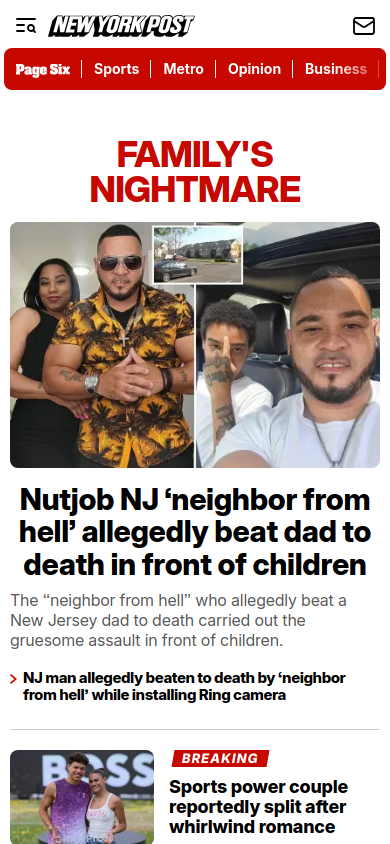 NEW YORK POST
Page Six
Sports
Metro
Opinion
Business
FAMILY'S
NIGHTMARE
Nutjob NJ ‘neighbor from
hell’ allegedly beat dad to
death in front of children
The “neighbor from hell” who allegedly beat a
New Jersey dad to death carried out the
gruesome assault in front of children.
NJ man allegedly beaten to death by ‘neighbor
from hell’ while installing Ring camera
BOSS
BREAKING
Sports power couple
reportedly split after
whirlwind romance